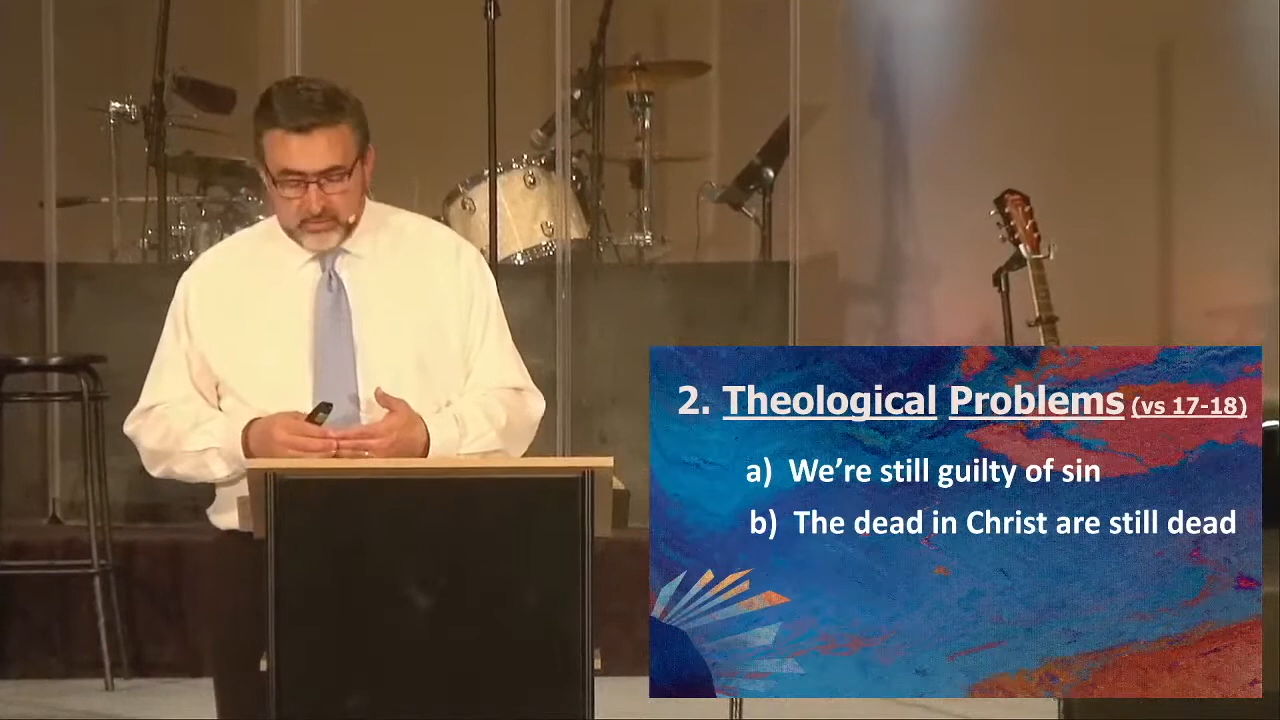 2. Theological Problems (vs 17-18)
a) We’re still guilty of sin
b) The dead in Christ are still dead